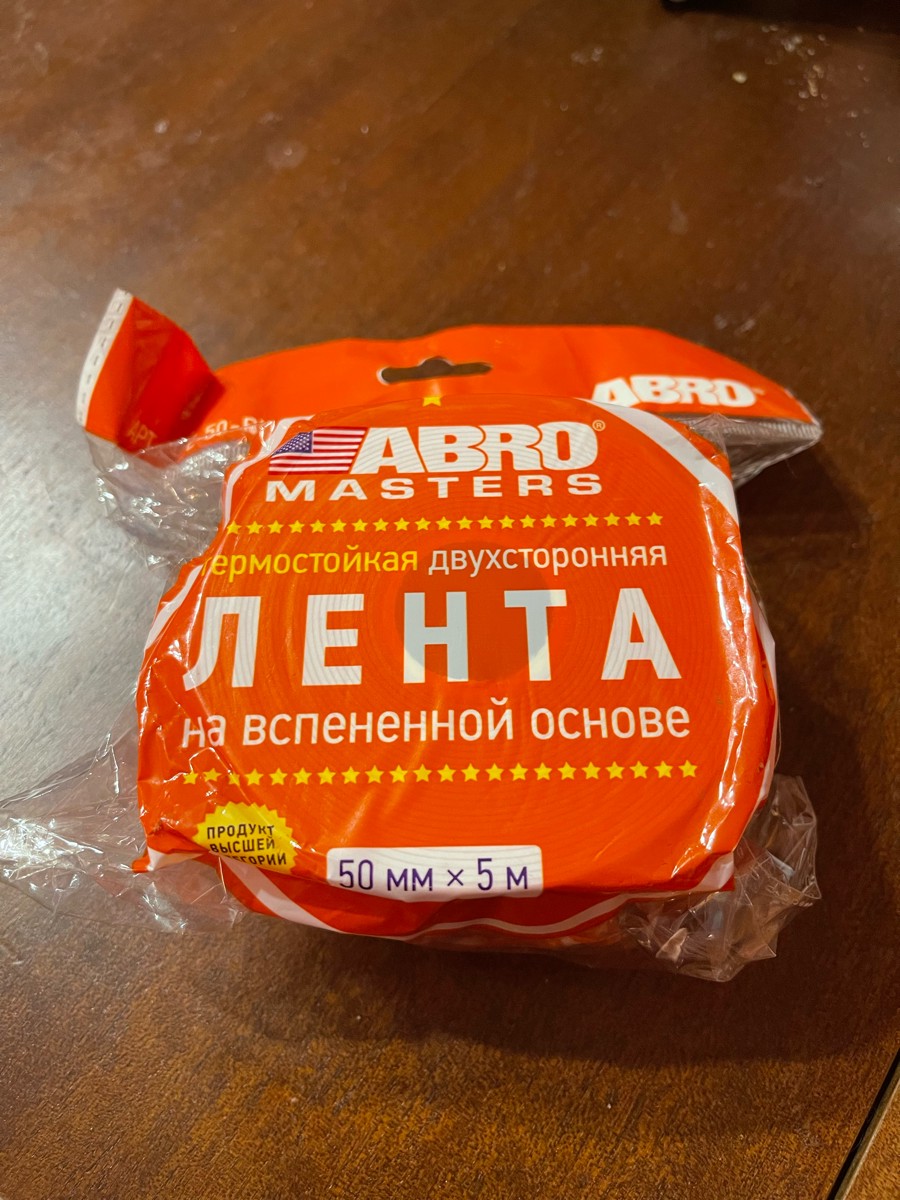 ABRO
ABRO®
MASTERS
термостойкая двухсторонняя
ЛЕНТА
на вспененной основе
ПРОДУКТ
ВЫСШЕЙ
50 мм × 5 м